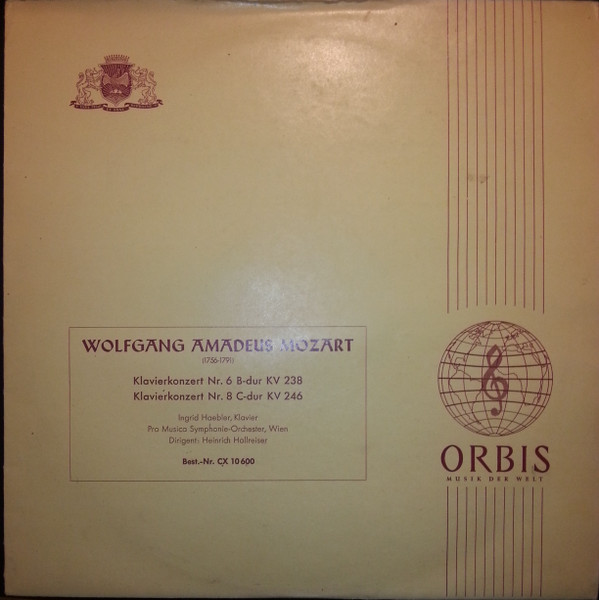 WOLFGANG AMADEUS MOZART
(1756-1791)
Klavierkonzert Nr. 6 B-dur KV 238
Klavierkonzert Nr. 8 C-dur KV 246
Ingrid Haebler, Klavier
Pro Musica Symphonie-Orchester, Wien
Dirigent: Heinrich Hollreiser
Best.-Nr. CX 10 600
ORBIS
MUSIK DER WELT